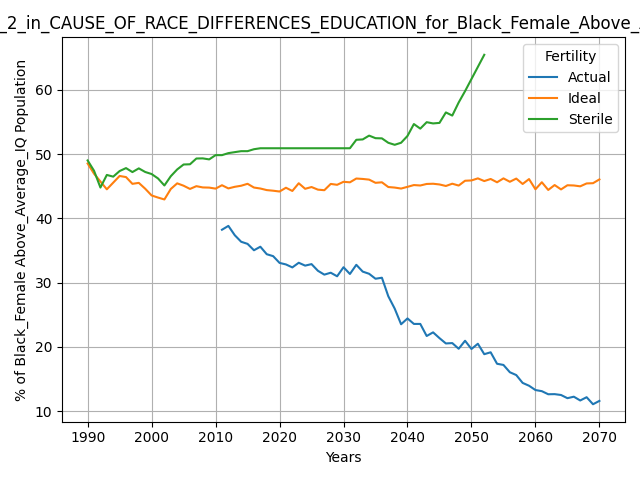 _2_in_CAUSE_OF_RACE_DIFFERENCES_EDUCATION_for_Black_Female_Above_
% of Black_Female Above_Average_IQ Population
60
50
40
30
20
10
1990 2000 2010 2020 2030 2040 2050 2060 2070
Years
Fertility
Actual
Ideal
Sterile